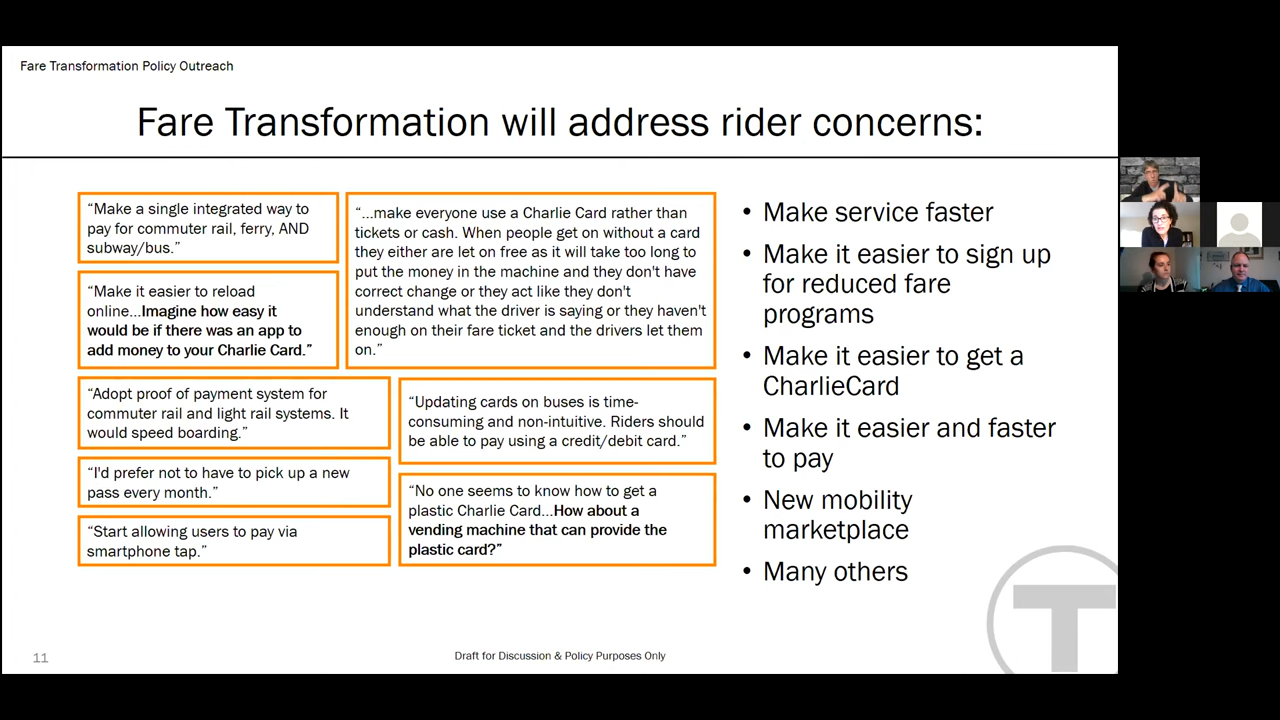 Fare Transformation Policy Outreach
Fare Transformation will address rider concerns:
“Make a single integrated way to
pay for commuter rail, ferry, AND
subway/bus.”
“Make it easier to reload
online...Imagine how easy it
would be if there was an app to
add money to your Charlie Card.”
“...make everyone use a Charlie Card rather than
tickets or cash. When people get on without a card
they either are let on free as it will take too long to
put the money in the machine and they don't have
correct change or they act like they don't
understand what the driver is saying or they haven't
enough on their fare ticket and the drivers let them
on.”
“Adopt proof of payment system for
commuter rail and light rail systems. It
would speed boarding.”
“I'd prefer not to have to pick up a new
pass every month.”
“Start allowing users to pay via
smartphone tap.”
“Updating cards on buses is time-
consuming and non-intuitive. Riders should
be able to pay using a credit/debit card.”
“No one seems to know how to get a
plastic Charlie Card...How about a
vending machine that can provide the
plastic card?”
• Make service faster
• Make it easier to sign up
for reduced fare
programs
• Make it easier to get a
CharlieCard
• Make it easier and faster
to pay
• New mobility
marketplace
• Many others
T
11
Draft for Discussion & Policy Purposes Only